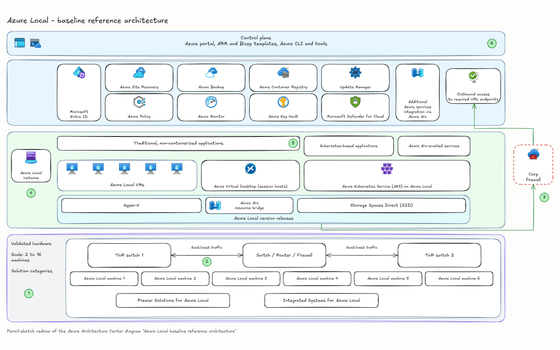 Azure Local - baseline reference architecture
Control plane
Azure portal, ARM and Bicep templates, Azure CLI and tools
6
Microsoft
Entra ID
Azure Site Recovery
Azure Backup
Azure Container Registry
Update Manager
Azure Policy
Azure Monitor
Azure Key Vault
Microsoft Defender for Cloud
Additional
Azure services
integration via
Azure Arc
Outbound access
to required URL endpoints
Traditional, non-containerized applications
5
Kubernetes-based applications
Azure Arc-enabled services
Azure Local
instance
4
Azure Local VMs
Azure Virtual Desktop (session hosts)
Azure Kubernetes Service (AKS) on Azure Local
Hyper-V
Azure Arc
resource bridge
Storage Spaces Direct (S2D)
Azure Local version releases
Corp
Firewall
3
Validated hardware
Scale: 2 to 16
machines
Solution categories
1
ToR switch 1
East/west traffic
Switch / Router / Firewall
East/west traffic
ToR switch 2
2
Azure Local machine 1
Azure Local machine 2
Azure Local machine 3
Azure Local machine 4
Azure Local machine 5
Azure Local machine 6
Premier Solutions for Azure Local
Integrated Systems for Azure Local
Pencil-sketch redraw of the Azure Architecture Center diagram "Azure Local baseline reference architecture"